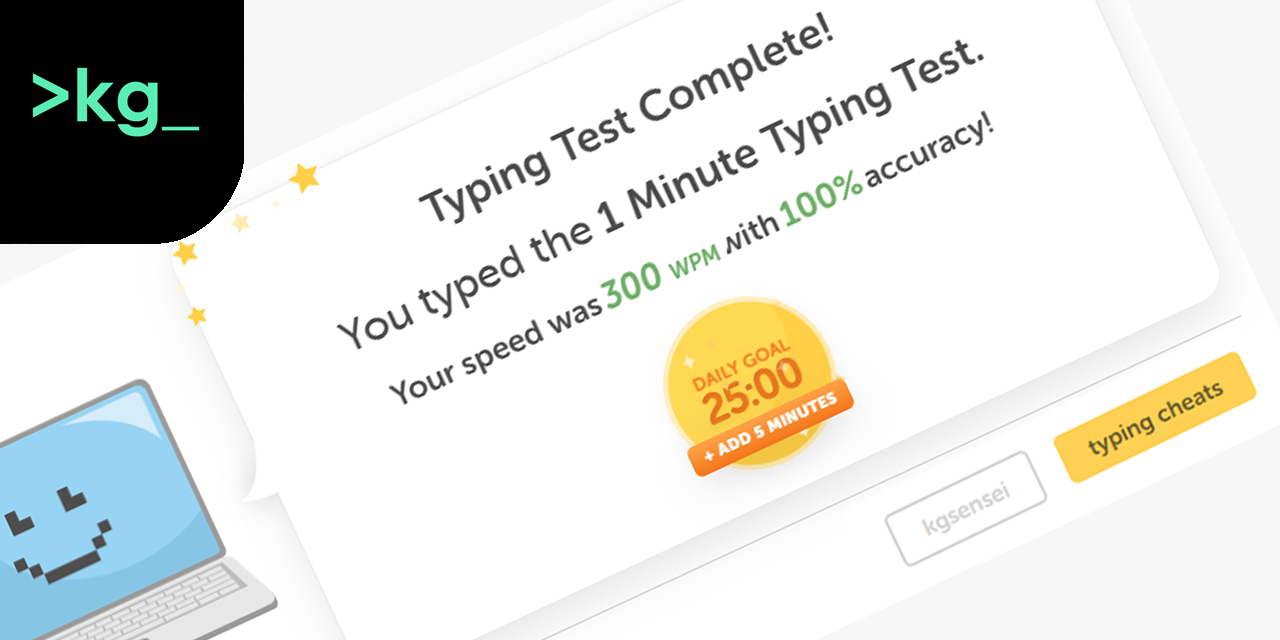 >kg_
Typing Test Complete!
You typed the 1 Minute Typing Test.
Your speed was 300 WPM with 100% accuracy!
DAILY GOAL
25:00
+ ADD 5 MINUTES
kgsensei
typing cheats